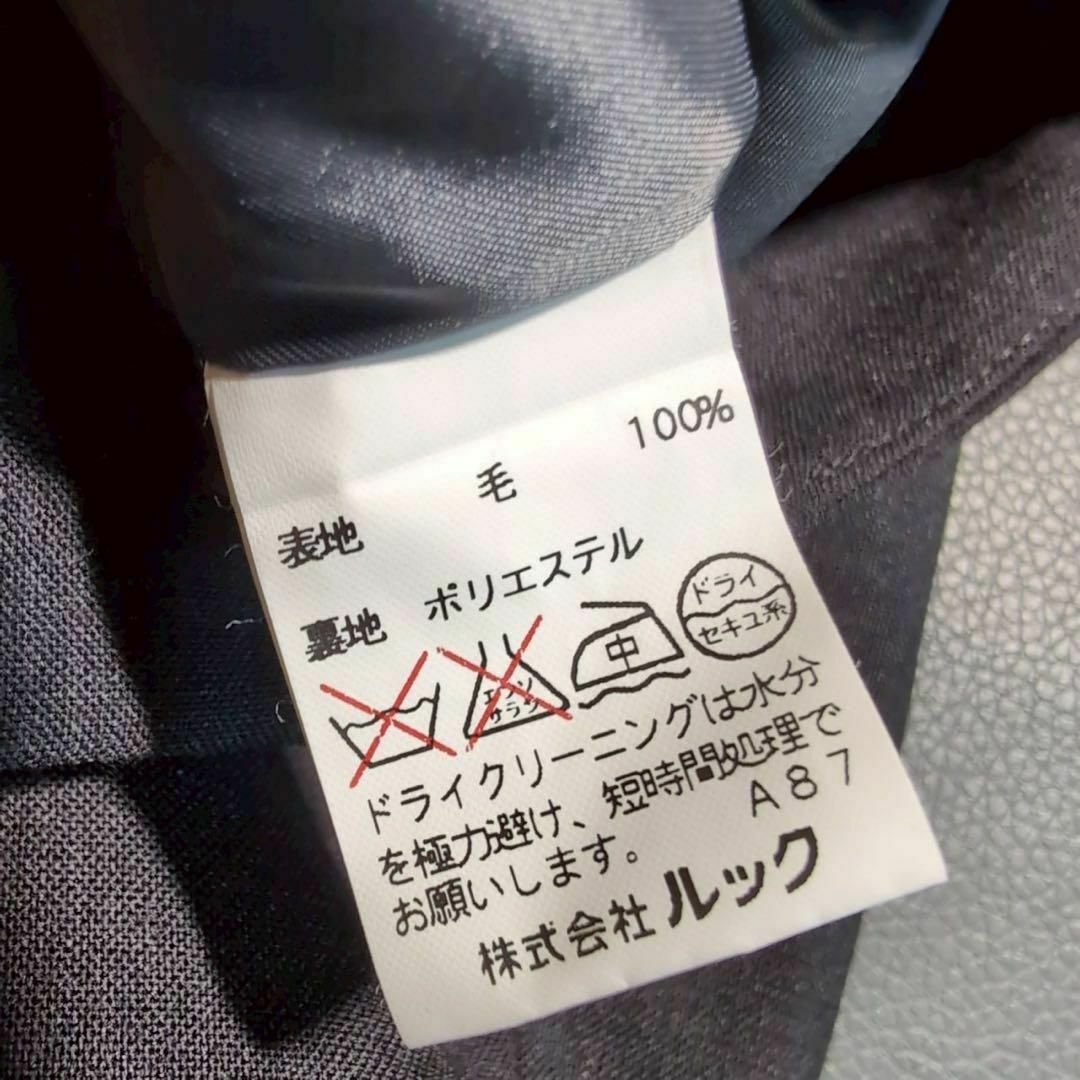 表地 毛 100%
裏地 ポリエステル
エンソ
サラシ
中
ドライ
セキユ系
ドライクリーニングは水分
を極力避け、短時間処理で
お願いします。 A87
株式会社 ルック